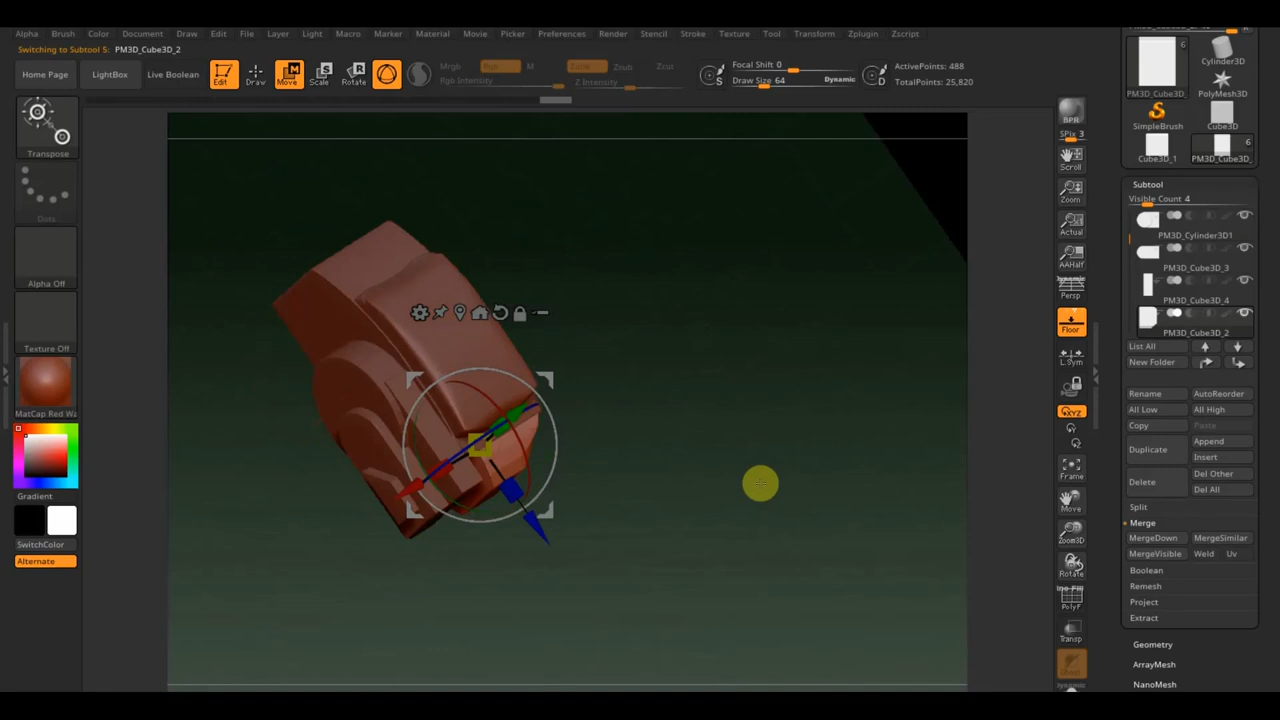 Alpha Brush Color Document Draw Edit File Layer Light Macro Marker Material Movie Picker Preferences Render Stencil Stroke Texture Tool Transform Zplugin Zscript
Switching to Subtool 5: PM3D_Cube3D_2
Home Page
LightBox
Live Boolean
Edit
Draw
Move
Scale
Rotate
Mrgb
Rgb
Rgb Intensity
Zadd
Zsub
Zcut
Z Intensity
S
Focal Shift 0
Draw Size 64
Dynamic
D
ActivePoints: 488
TotalPoints: 25,820
Transpose
Dots
Alpha Off
Texture Off
MatCap Red Wa
Gradient
SwitchColor
Alternate
BPR
SPix 3
Scroll
Zoom
Actual
AAHalf
Dynamic
Persp
Floor
L.Sym
XYZ
Y
Z
Frame
Move
Zoom3D
Rotate
PolyF
Transp
6
PM3D_Cube3D_
Cylinder3D
PolyMesh3D
SimpleBrush
Cube3D
Cube3D_1
6
PM3D_Cube3D_
Subtool
Visible Count 4
PM3D_Cylinder3D1
PM3D_Cube3D_3
PM3D_Cube3D_4
PM3D_Cube3D_2
List All
New Folder
Rename AutoReorder
All Low All High
Copy Paste
Duplicate Append
Insert
Delete Del Other
Del All
Split
Merge
MergeDown MergeSimilar
MergeVisible Weld Uv
Boolean
Remesh
Project
Extract
Geometry
ArrayMesh
NanoMesh